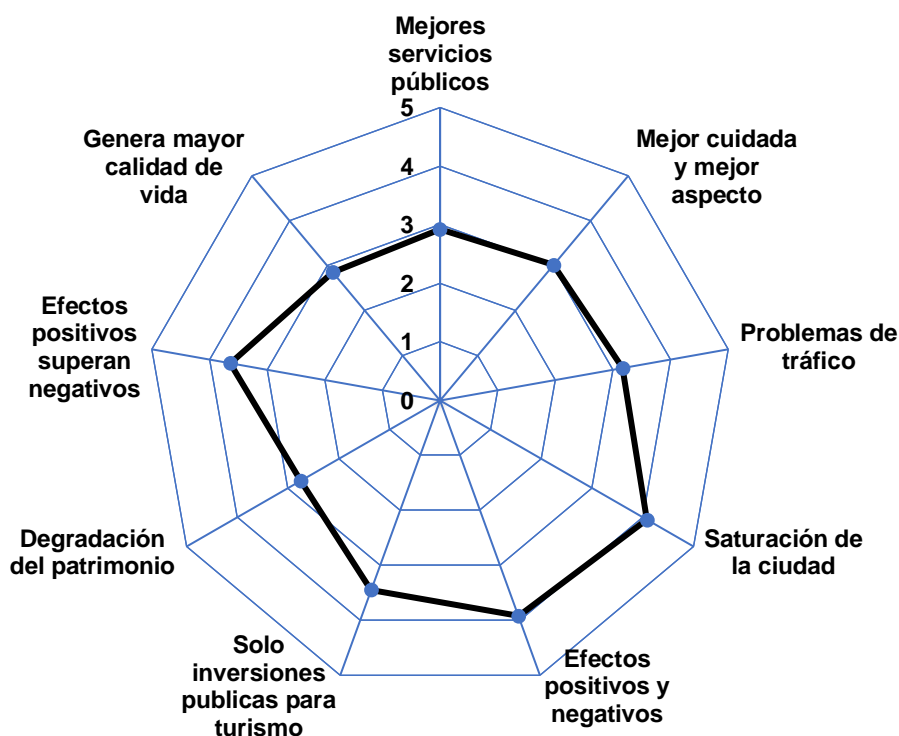 Mejores
servicios
públicos
Mejor cuidada
y mejor
aspecto
Problemas de
tráfico
Saturación de
la ciudad
Efectos
positivos y
negativos
Solo
inversiones
publicas para
turismo
Degradación
del patrimonio
Efectos
positivos
superan
negativos
Genera mayor
calidad de
vida
5
4
3
2
1
0